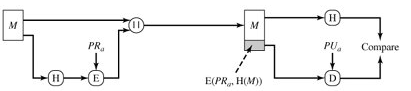 M
PRₐ
H
E
||
M
E(PRₐ, H(M))
H
PUₐ
Compare
D